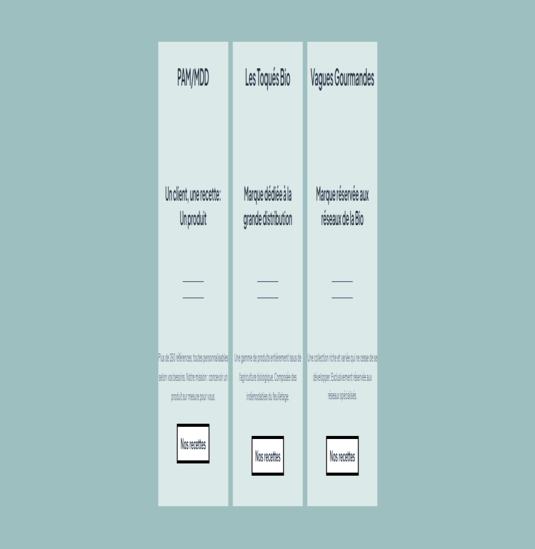 PAM/MDD
Un client, une recette:
Un produit
Plus de 350 références, toutes personnalisables
selon vos besoins. Notre mission : concevoir un
produit sur mesure pour vous.
Nos recettes
Les Toqués Bio
Marque dédiée à la
grande distribution
Une gamme de produits entièrement issus de
l'agriculture biologique. Composée des
indémodables du feuilletage.
Nos recettes
Vagues Gourmandes
Marque réservée aux
réseaux de la Bio
Une collection riche et variée qui ne cesse de se
développer. Exclusivement réservée aux
réseaux spécialisés.
Nos recettes